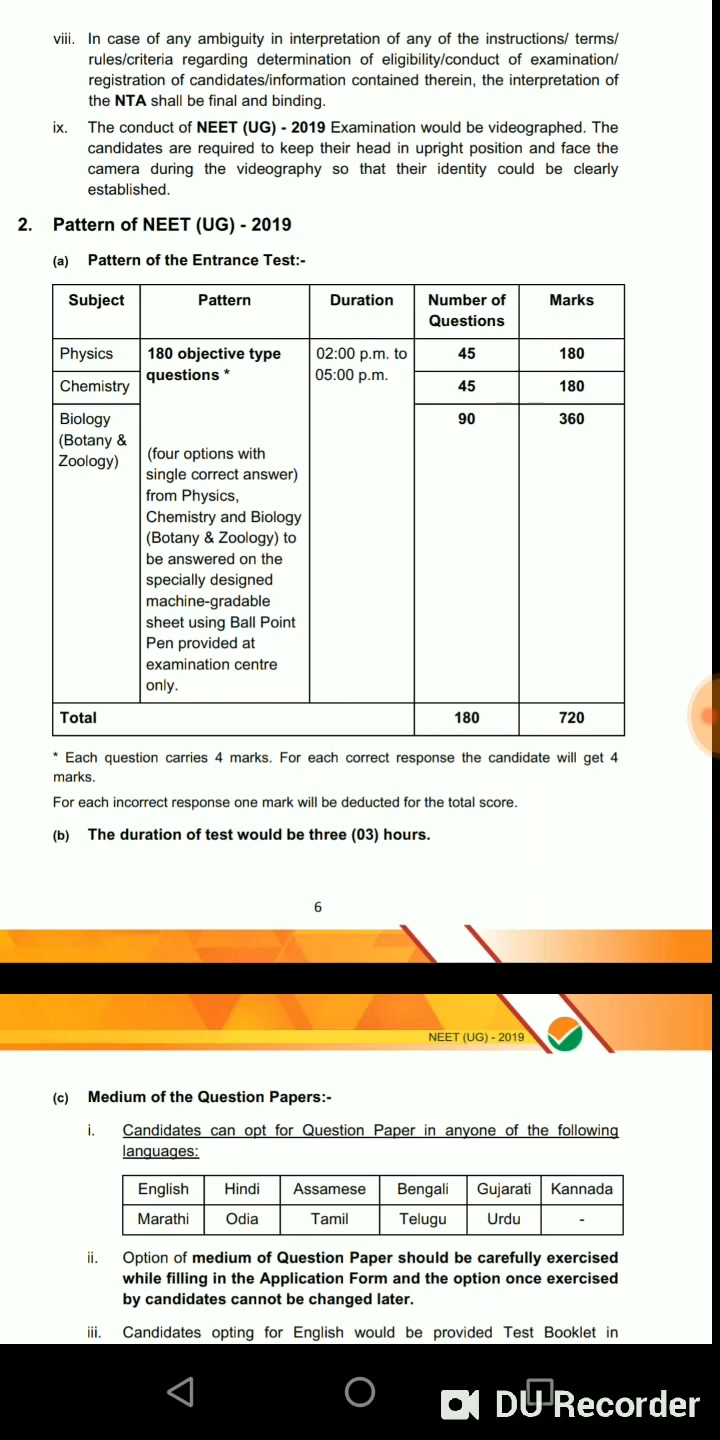 viii. In case of any ambiguity in interpretation of any of the instructions/ terms/
rules/criteria regarding determination of eligibility/conduct of examination/
registration of candidates/information contained therein, the interpretation of
the NTA shall be final and binding.
ix. The conduct of NEET (UG) - 2019 Examination would be videographed. The
candidates are required to keep their head in upright position and face the
camera during the videography so that their identity could be clearly
established.
2. Pattern of NEET (UG) - 2019
(a) Pattern of the Entrance Test:-
Subject Pattern Duration Number of Questions Marks
Physics 180 objective type 02:00 p.m. to 45 180
questions * 05:00 p.m.
Chemistry 45 180
Biology 90 360
(Botany &
Zoology) (four options with
single correct answer)
from Physics,
Chemistry and Biology
(Botany & Zoology) to
be answered on the
specially designed
machine-gradable
sheet using Ball Point
Pen provided at
examination centre
only.
Total 180 720
* Each question carries 4 marks. For each correct response the candidate will get 4
marks.
For each incorrect response one mark will be deducted for the total score.
(b) The duration of test would be three (03) hours.
6
NEET (UG) - 2019
(c) Medium of the Question Papers:-
i. Candidates can opt for Question Paper in anyone of the following
languages:
English Hindi Assamese Bengali Gujarati Kannada
Marathi Odia Tamil Telugu Urdu -
ii. Option of medium of Question Paper should be carefully exercised
while filling in the Application Form and the option once exercised
by candidates cannot be changed later.
iii. Candidates opting for English would be provided Test Booklet in
DU Recorder